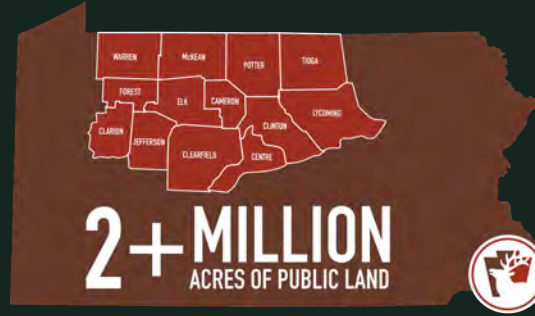 WARREN
McKEAN
POTTER
TIOGA
FOREST
ELK
CAMERON
LYCOMING
CLINTON
CLARION
JEFFERSON
CLEARFIELD
CENTRE
2+ MILLION
ACRES OF PUBLIC LAND